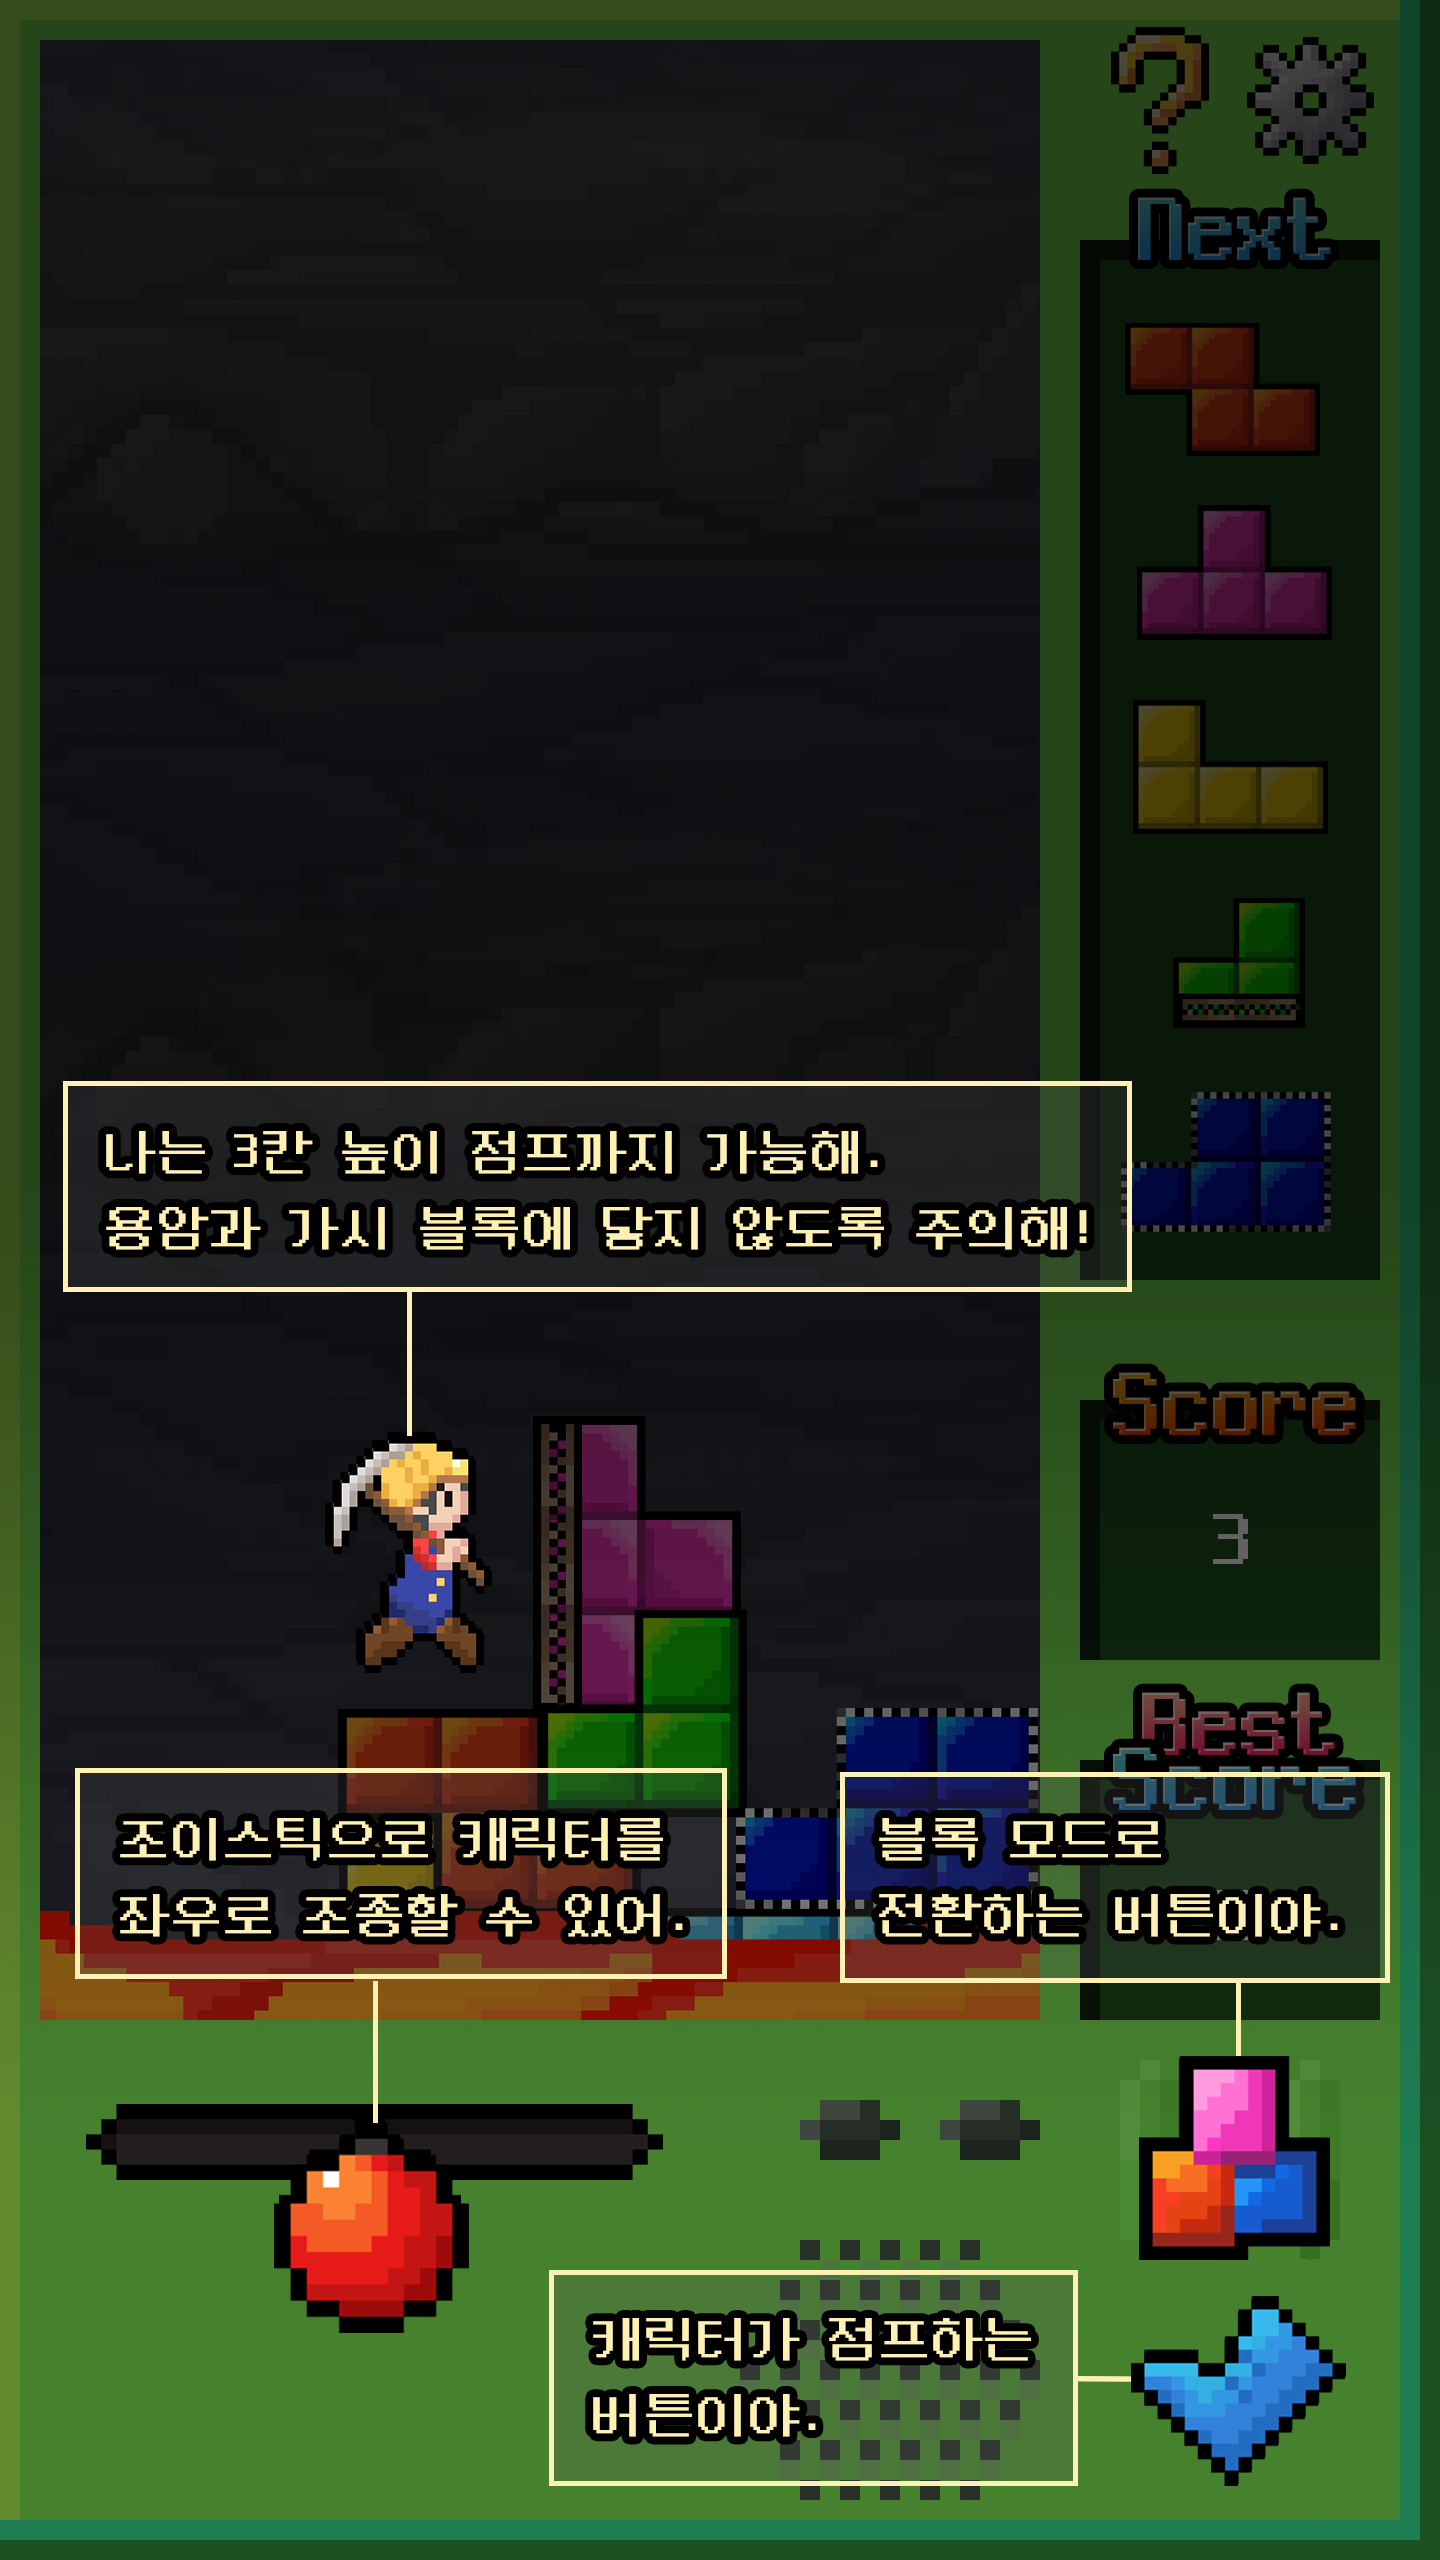 Next
나는 3칸 높이 점프까지 가능해.
용암과 가시 블록에 닿지 않도록 주의해!
Score
3
Best
Score
조이스틱으로 캐릭터를
좌우로 조종할 수 있어.
블록 모드로
전환하는 버튼이야.
캐릭터가 점프하는
버튼이야.